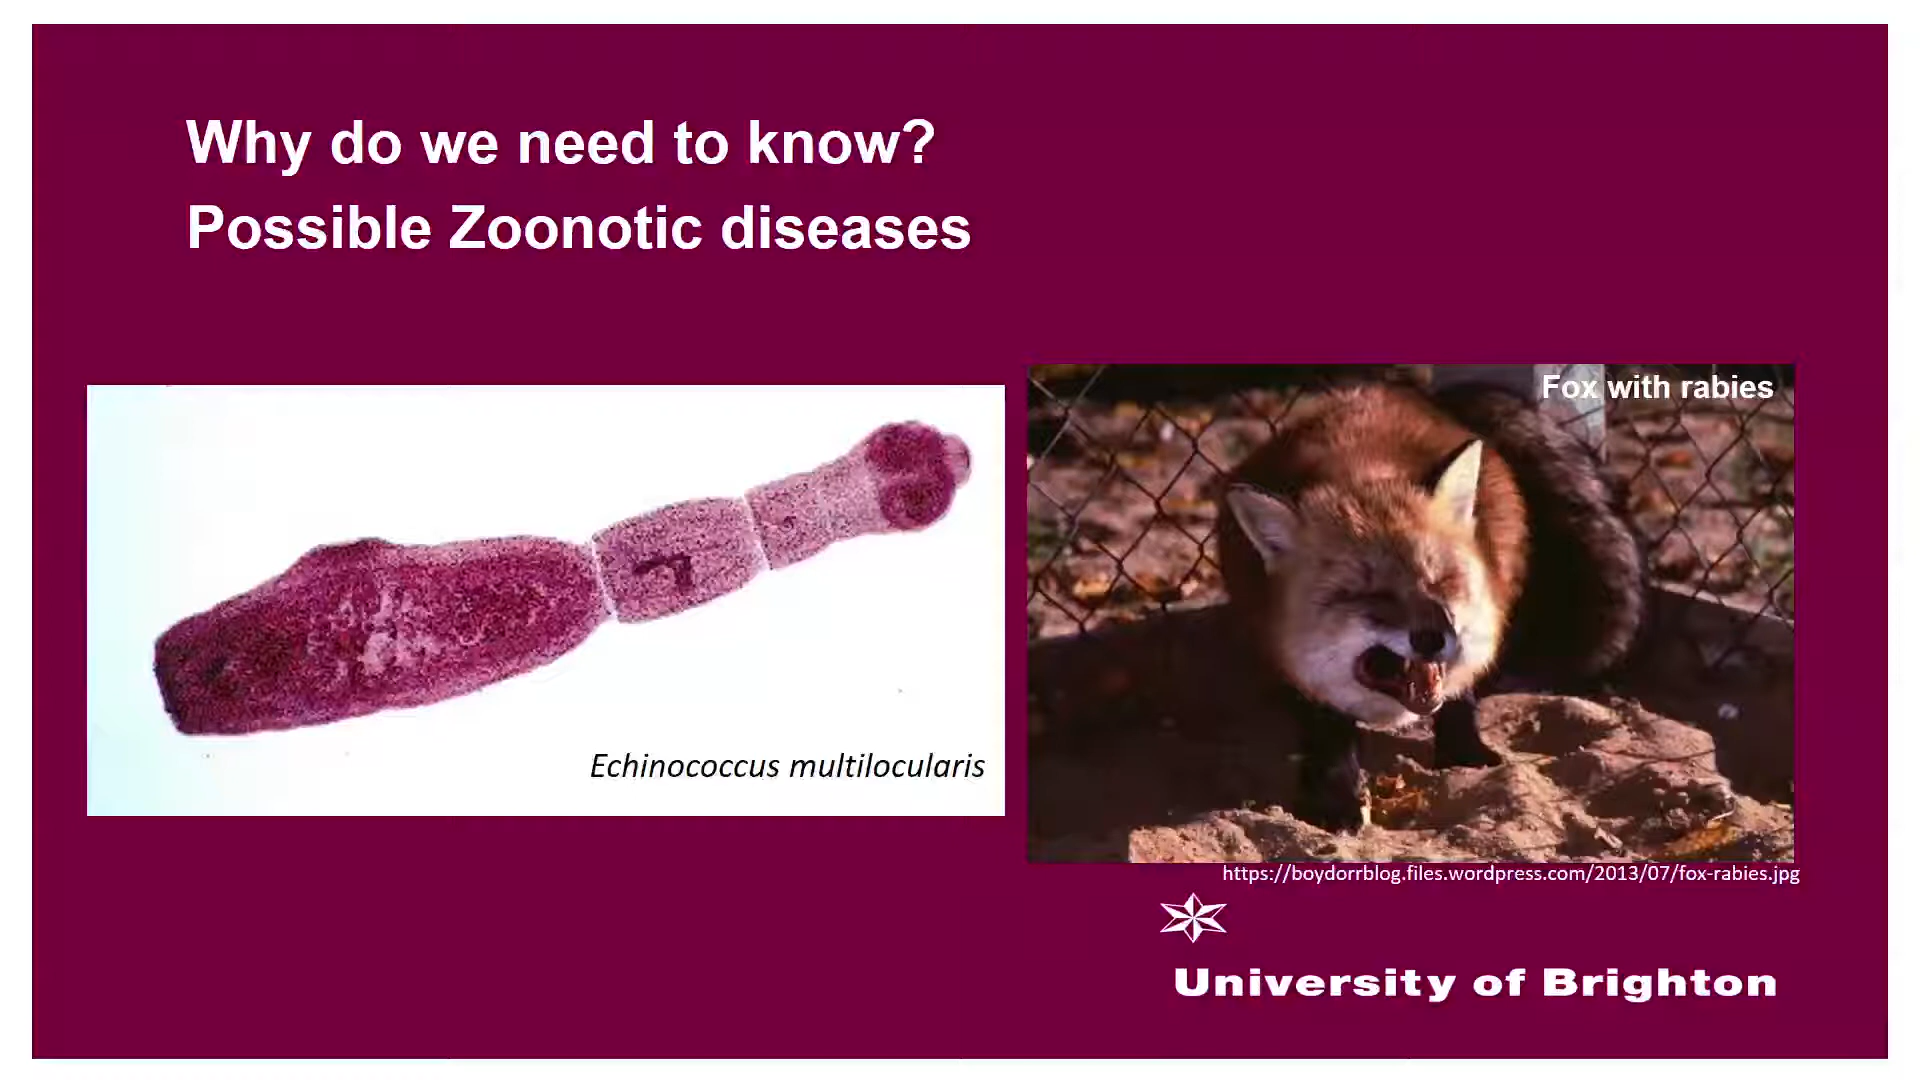 Why do we need to know?
Possible Zoonotic diseases
Fox with rabies
Echinococcus multilocularis
https://boydorrblog.files.wordpress.com/2013/07/fox-rabies.jpg
University of Brighton